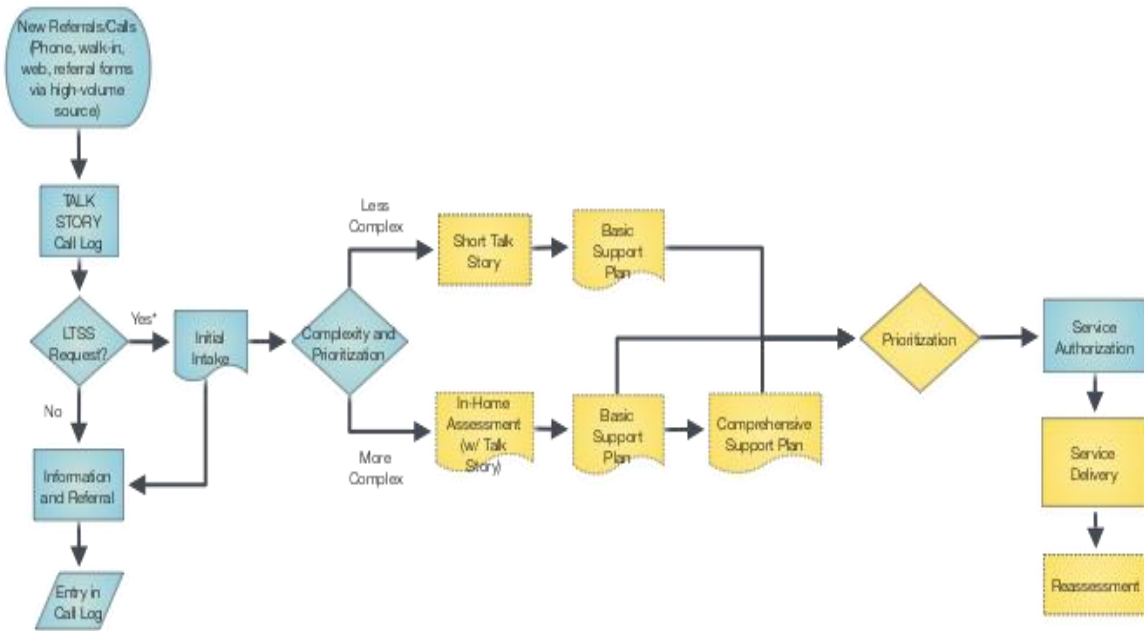 New Referrals/Calls
(Phone, walk-in,
web, referral forms
via high-volume
source)
TALK
STORY
Call Log
LTSS
Request?
Yes*
No
Initial
Intake
Information
and Referral
Entry in
Call Log
Complexity and
Prioritization
Less
Complex
More
Complex
Short Talk
Story
Basic
Support
Plan
In-Home
Assessment
(w/ Talk
Story)
Basic
Support
Plan
Comprehensive
Support Plan
Prioritization
Service
Authorization
Service
Delivery
Reassessment